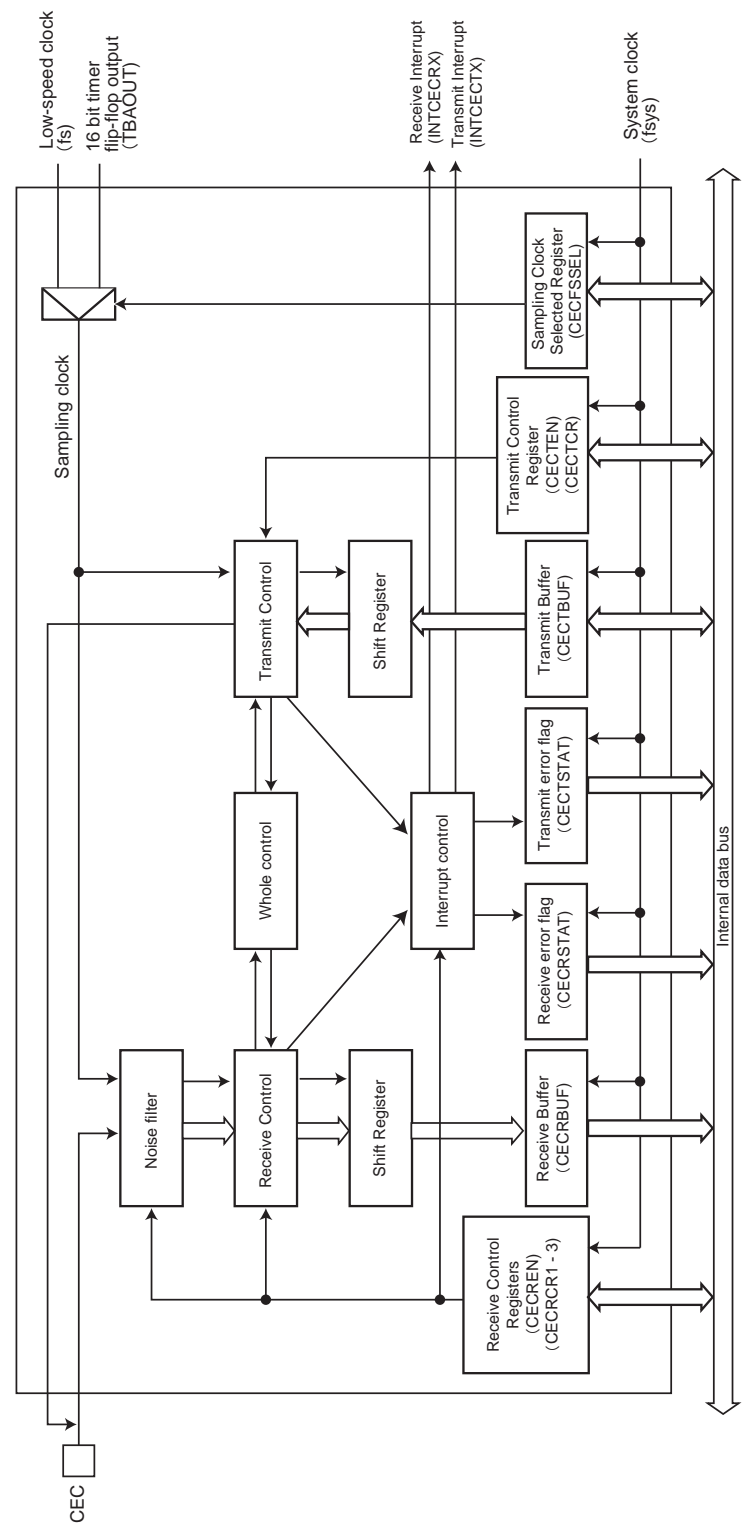 CEC
Low-speed clock
(fs)
16 bit timer
flip-flop output
(TBAOUT)
Sampling clock
Noise filter
Receive Control
Whole control
Transmit Control
Shift Register
Shift Register
Interrupt control
Receive Interrupt
(INTCECRX)
Transmit Interrupt
(INTCECTX)
Receive Control
Registers
(CECREN)
(CECRCR1 - 3)
Receive Buffer
(CECRBUF)
Receive error flag
(CECRSTAT)
Transmit error flag
(CECTSTAT)
Transmit Buffer
(CECTBUF)
Transmit Control
Register
(CECTEN)
(CECTCR)
Sampling Clock
Selected Register
(CECFSSEL)
System clock
(fsys)
Internal data bus